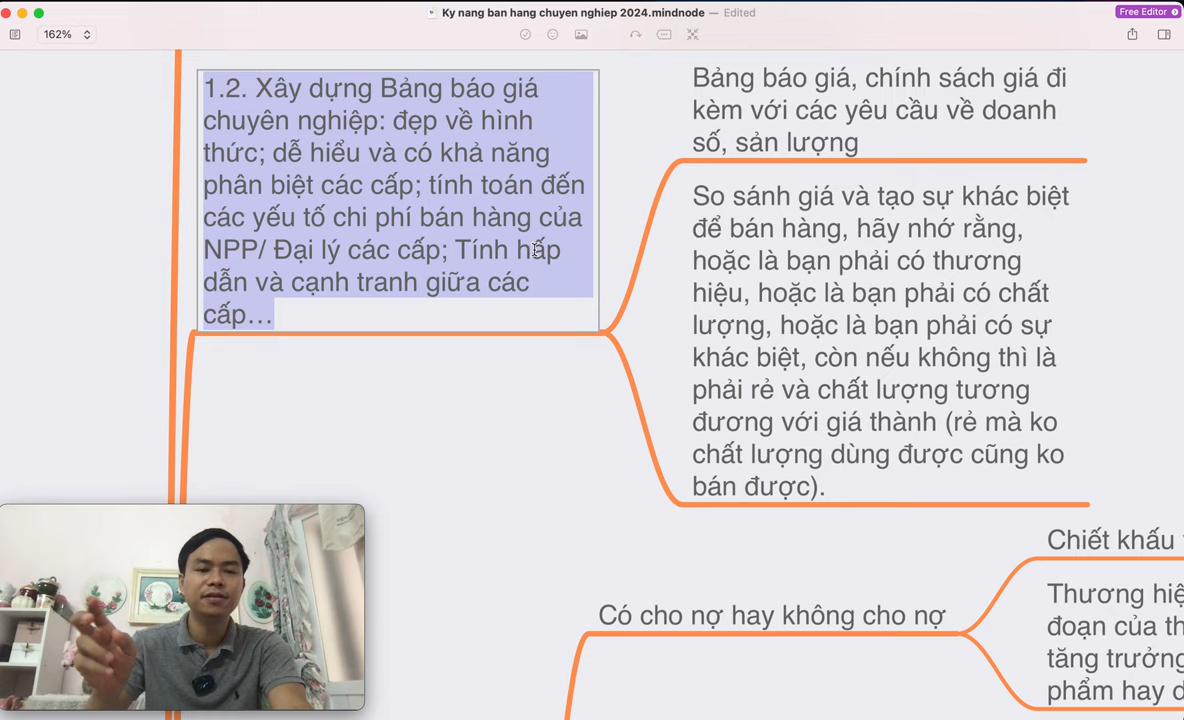 Ky nang ban hang chuyen nghiep 2024.mindnode — Edited
Free Editor
162%
1.2. Xây dựng Bảng báo giá
chuyên nghiệp: đẹp về hình
thức; dễ hiểu và có khả năng
phân biệt các cấp; tính toán đến
các yếu tố chi phí bán hàng của
NPP/ Đại lý các cấp; Tính hấp
dẫn và cạnh tranh giữa các
cấp...
Bảng báo giá, chính sách giá đi
kèm với các yêu cầu về doanh
số, sản lượng
So sánh giá và tạo sự khác biệt
để bán hàng, hãy nhớ rằng,
hoặc là bạn phải có thương
hiệu, hoặc là bạn phải có chất
lượng, hoặc là bạn phải có sự
khác biệt, còn nếu không thì là
phải rẻ và chất lượng tương
đương với giá thành (rẻ mà ko
chất lượng dùng được cũng ko
bán được).
Có cho nợ hay không cho nợ
Chiết khấu
Thương hiệ
đoạn của th
tăng trưởng
phẩm hay d